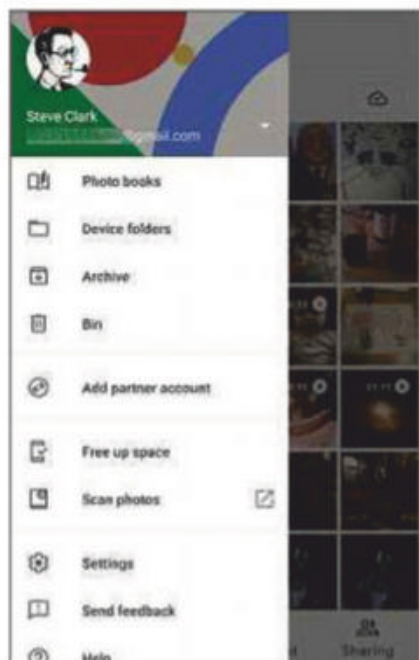 Steve Clark
@gmail.com
Photo books
Device folders
Archive
Bin
Add partner account
Free up space
Scan photos
Settings
Send feedback
Help
Sharing